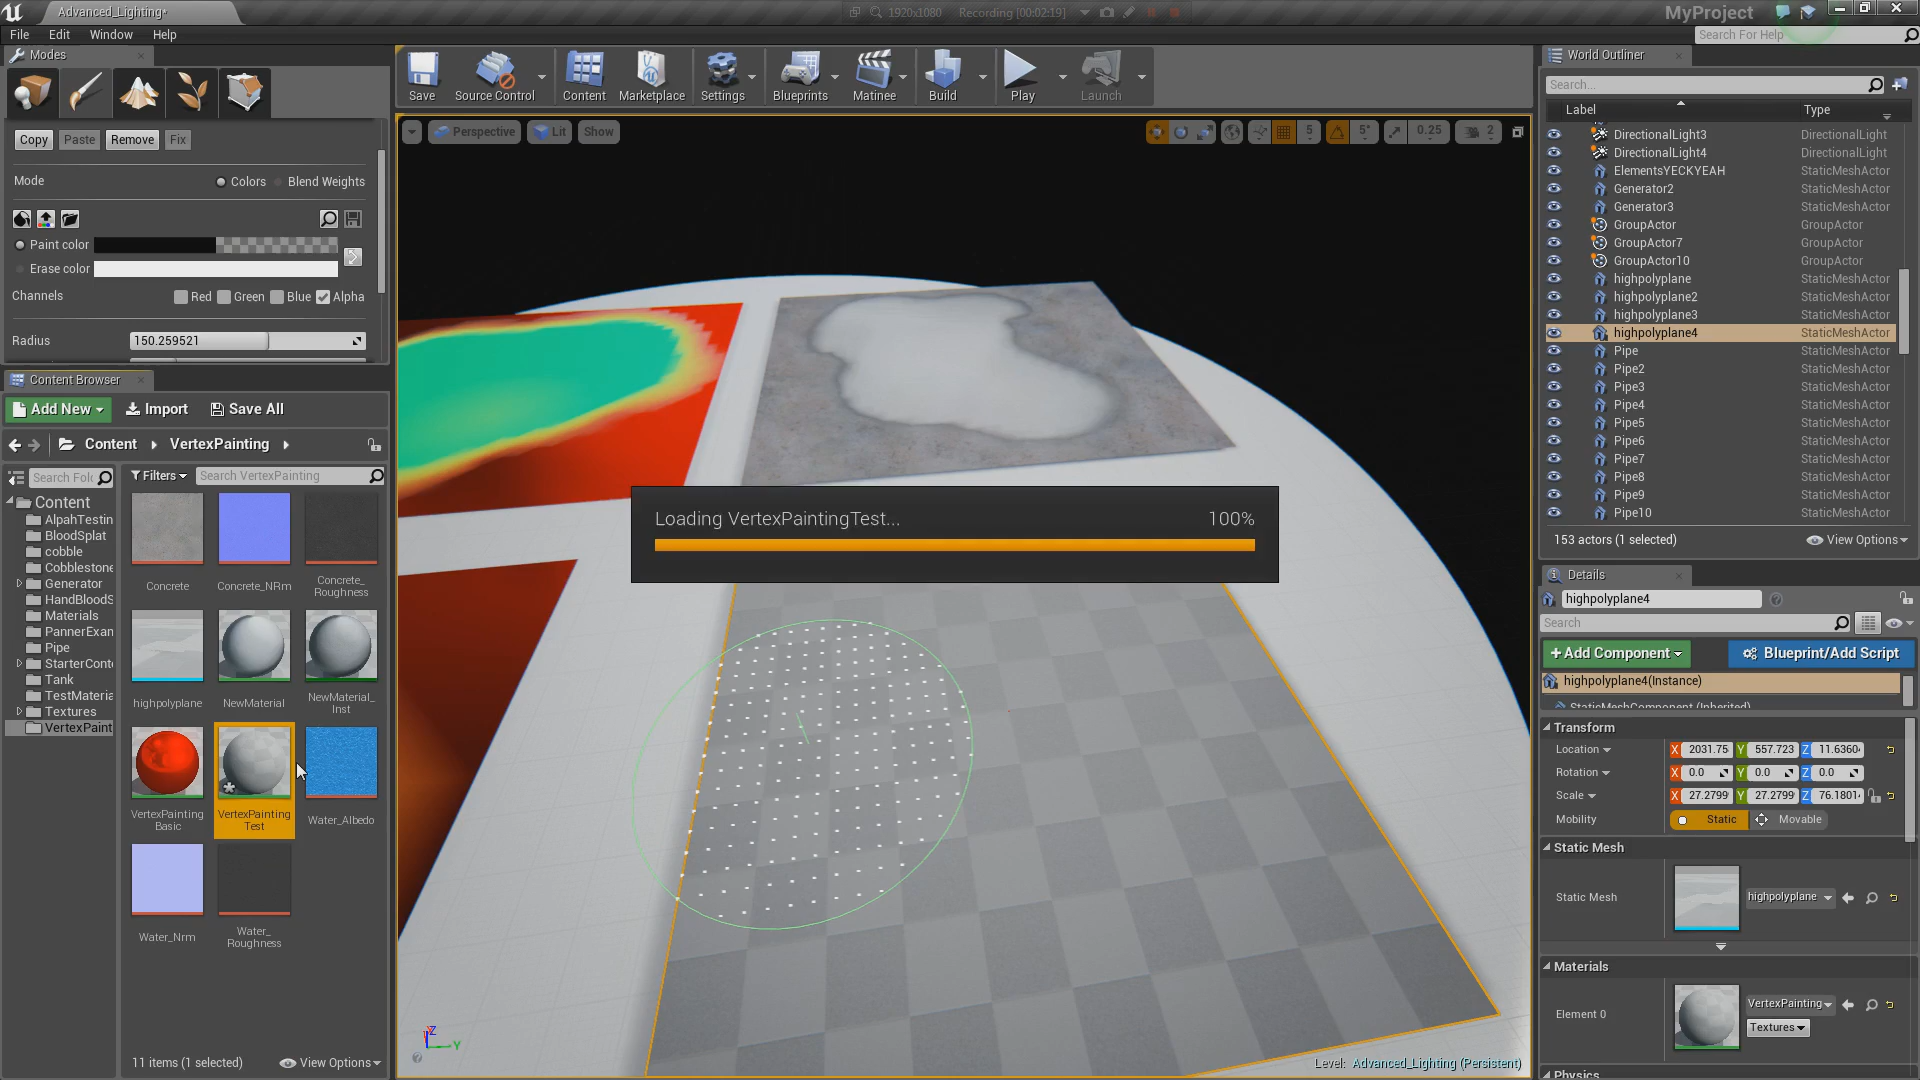 Advanced_Lighting*
1920x1080
Recording [00:02:19]
MyProject
File
Edit
Window
Help
Search For Help
Modes
Save
Source Control
Content
Marketplace
Settings
Blueprints
Matinee
Build
Play
Launch
World Outliner
Search...
Label
Type
DirectionalLight3 DirectionalLight
DirectionalLight4 DirectionalLight
ElementsYECKYEAH StaticMeshActor
Generator2 StaticMeshActor
Generator3 StaticMeshActor
GroupActor GroupActor
GroupActor7 GroupActor
GroupActor10 GroupActor
highpolyplane StaticMeshActor
highpolyplane2 StaticMeshActor
highpolyplane3 StaticMeshActor
highpolyplane4 StaticMeshActor
Pipe StaticMeshActor
Pipe2 StaticMeshActor
Pipe3 StaticMeshActor
Pipe4 StaticMeshActor
Pipe5 StaticMeshActor
Pipe6 StaticMeshActor
Pipe7 StaticMeshActor
Pipe8 StaticMeshActor
Pipe9 StaticMeshActor
Pipe10 StaticMeshActor
153 actors (1 selected)
View Options
Copy Paste Remove Fix
Mode Colors Blend Weights
Paint color
Erase color
Channels Red Green Blue Alpha
Radius 150.259521
Perspective Lit Show
5 5° 0.25 2
Loading VertexPaintingTest... 100%
Content Browser
Add New Import Save All
Content VertexPainting
Search Fol
Filters
Search VertexPainting
Content
AlpahTestin
BloodSplat
cobble
Cobblestone
Generator
HandBloodS
Materials
PannerExan
Pipe
StarterConte
Tank
TestMateria
Textures
VertexPaint
Concrete
Concrete_NRm
Concrete_
Roughness
highpolyplane
NewMaterial
NewMaterial_
Inst
VertexPainting
Basic
VertexPainting
Test
Water_Albedo
Water_Nrm
Water_
Roughness
11 items (1 selected)
View Options
Z
Y
Level: Advanced_Lighting (Persistent)
Details
highpolyplane4
Search
+Add Component
Blueprint/Add Script
highpolyplane4(Instance)
StaticMeshComponent (Inherited)
Transform
Location X 2031.75 Y 557.723 Z 11.6360
Rotation X 0.0 Y 0.0 Z 0.0
Scale X 27.2799 Y 27.2799 Z 76.1801
Mobility Static Movable
Static Mesh
Static Mesh highpolyplane
Materials
Element 0 VertexPainting
Textures
Physics